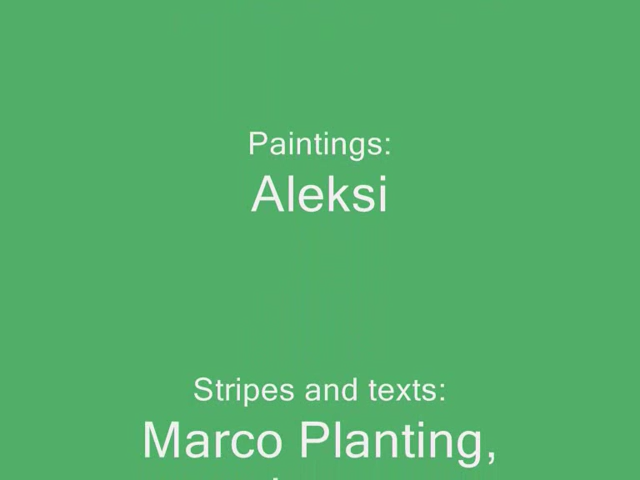 Paintings:
Aleksi
Stripes and texts:
Marco Planting,